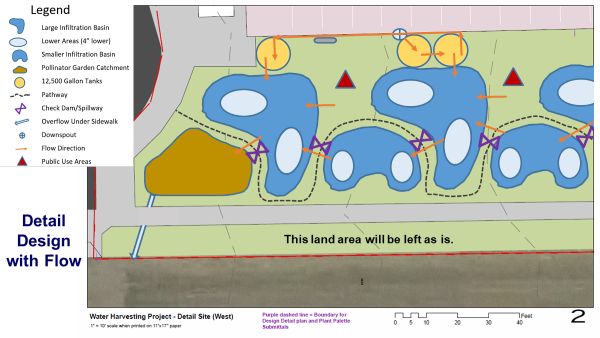 Legend
Large Infiltration Basin
Lower Areas (4" lower)
Smaller Infiltration Basin
Pollinator Garden Catchment
12,500 Gallon Tanks
Pathway
Check Dam/Spillway
Overflow Under Sidewalk
Downspout
Flow Direction
Public Use Areas
Detail
Design
with Flow
This land area will be left as is.
Water Harvesting Project - Detail Site (West)
1" = 10' scale when printed on 11"x17" paper
Purple dashed line = Boundary for
Design Detail plan and Plant Palette
Submittals
Feet
0 5 10 20 30 40
2